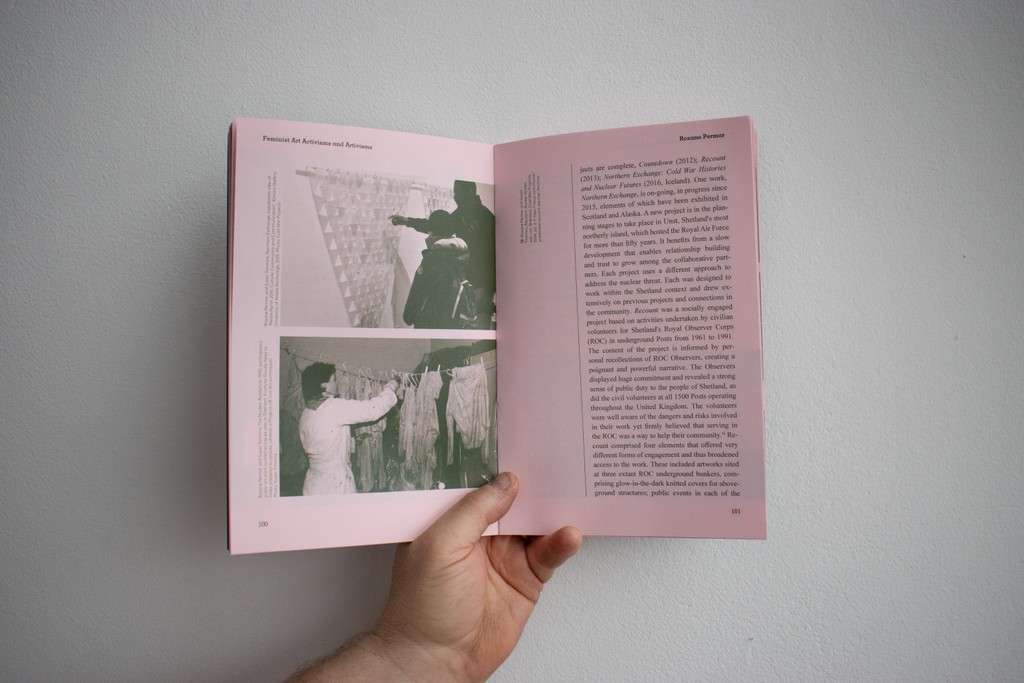 Feminist Art Activisms and Artivisms
100
Roxane Permar
jects are complete, Countdown (2012); Recount
(2013); Northern Exchange: Cold War Histories
and Nuclear Futures (2016, Iceland). One work,
Northern Exchange, is on-going, in progress since
2015, elements of which have been exhibited in
Scotland and Alaska. A new project is in the plan-
ning stages to take place in Unst, Shetland's most
northerly island, which hosted the Royal Air Force
for more than fifty years. It benefits from a slow
development that enables relationship building
and trust to grow among the collaborative part-
ners. Each project uses a different approach to
address the nuclear threat. Each was designed to
work within the Shetland context and drew ex-
tensively on previous projects and connections in
the community. Recount was a socially engaged
project based on activities undertaken by civilian
volunteers for Shetland's Royal Observer Corps
(ROC) in underground Posts from 1961 to 1991.
The content of the project is informed by per-
sonal recollections of ROC Observers, creating a
poignant and powerful narrative. The Observers
displayed huge commitment and revealed a strong
sense of public duty to the people of Shetland, as
did the civil volunteers at all 1500 Posts operating
throughout the United Kingdom. The volunteers
were well aware of the dangers and risks involved
in their work yet firmly believed that serving in
the ROC was a way to help their community. Re-
count comprised four elements that offered very
different forms of engagement and thus broadened
access to the work. These included artworks sited
at three extant ROC underground bunkers, com-
prising glow-in-the-dark knitted covers for above-
ground structures; public events in each of the
101